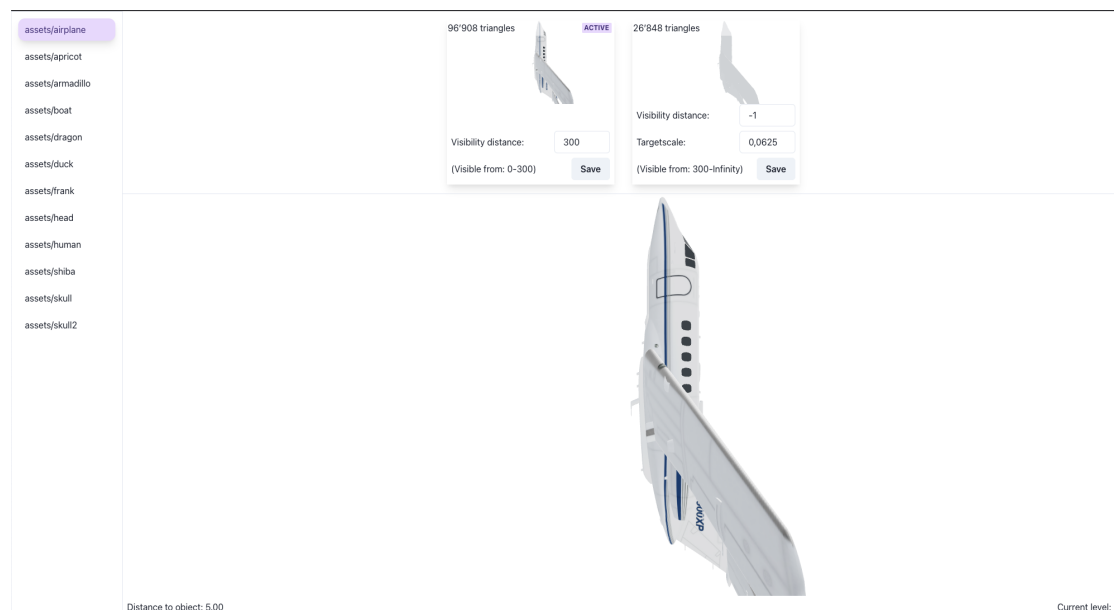 assets/airplane
assets/apricot
assets/armadillo
assets/boat
assets/dragon
assets/duck
assets/frank
assets/head
assets/human
assets/shiba
assets/skull
assets/skull2
96'908 triangles
ACTIVE
Visibility distance:
300
(Visible from: 0-300)
Save
26'848 triangles
Visibility distance:
-1
Targetscale:
0,0625
(Visible from: 300-Infinity)
Save
Distance to object: 5.00
Current level: